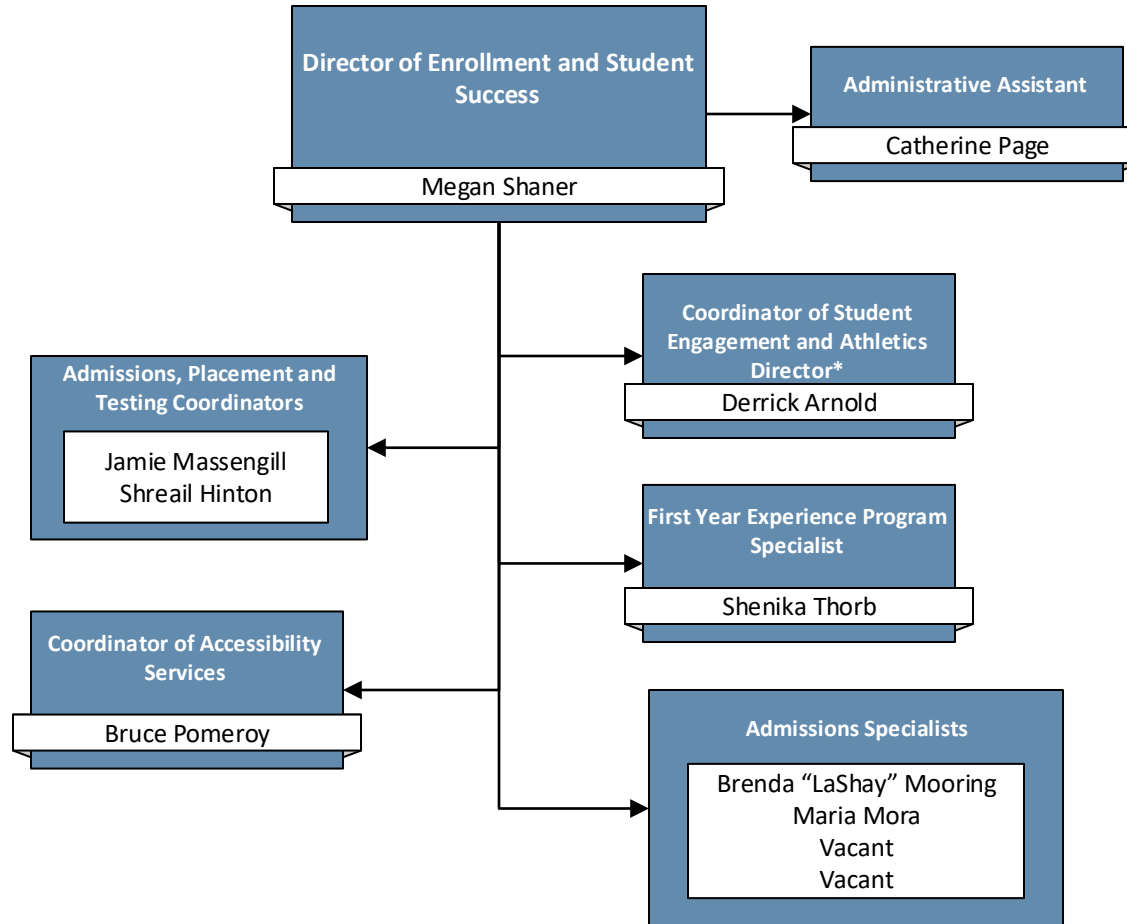 Director of Enrollment and Student
Success
Megan Shaner
Administrative Assistant
Catherine Page
Coordinator of Student
Engagement and Athletics
Director*
Derrick Arnold
Admissions, Placement and
Testing Coordinators
Jamie Massengill
Shreail Hinton
First Year Experience Program
Specialist
Shenika Thorb
Coordinator of Accessibility
Services
Bruce Pomeroy
Admissions Specialists
Brenda “LaShay” Mooring
Maria Mora
Vacant
Vacant